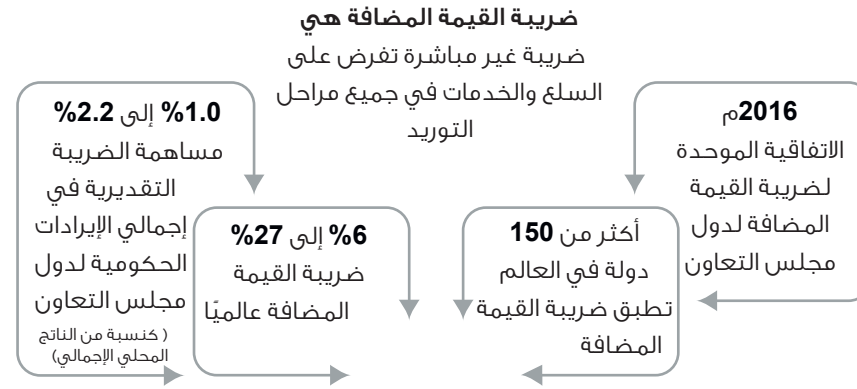 ضريبة القيمة المضافة هي
ضريبة غير مباشرة تفرض على
السلع والخدمات في جميع مراحل
التوريد
2016م
الاتفاقية الموحدة
لضريبة القيمة
المضافة لدول
مجلس التعاون
أكثر من 150
دولة في العالم
تطبق ضريبة القيمة
المضافة
6% إلى 27%
ضريبة القيمة
المضافة عالميًا
1.0% إلى 2.2%
مساهمة الضريبة
التقديرية في
إجمالي الإيرادات
الحكومية لدول
مجلس التعاون
( كنسبة من الناتج
المحلي الإجمالي)